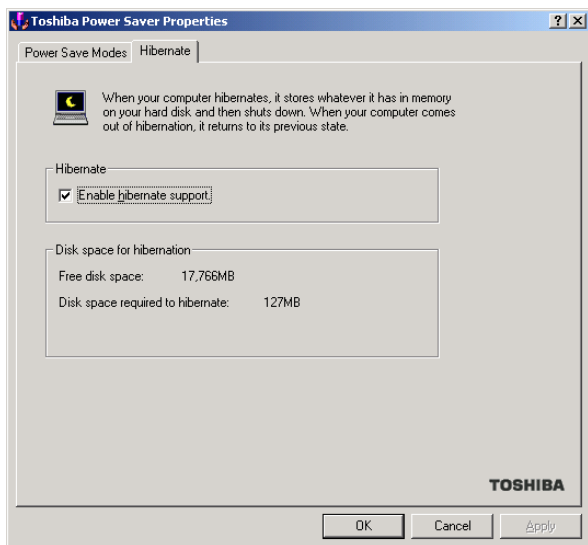 Toshiba Power Saver Properties
Power Save Modes
Hibernate
When your computer hibernates, it stores whatever it has in memory
on your hard disk and then shuts down. When your computer comes
out of hibernation, it returns to its previous state.
Hibernate
Enable hibernate support.
Disk space for hibernation
Free disk space: 17,766MB
Disk space required to hibernate: 127MB
TOSHIBA
OK
Cancel
Apply